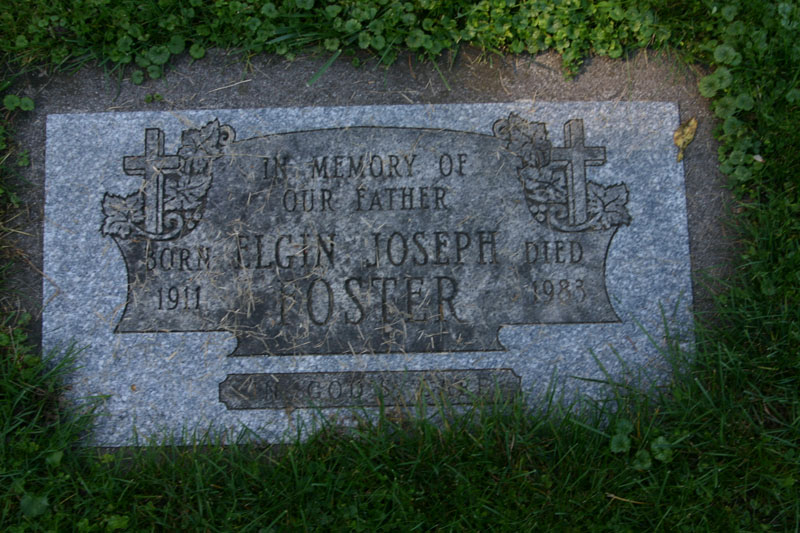 IN MEMORY OF
OUR FATHER
BORN ELGIN JOSEPH DIED
1911 FOSTER 1983
IN GOD'S CARE